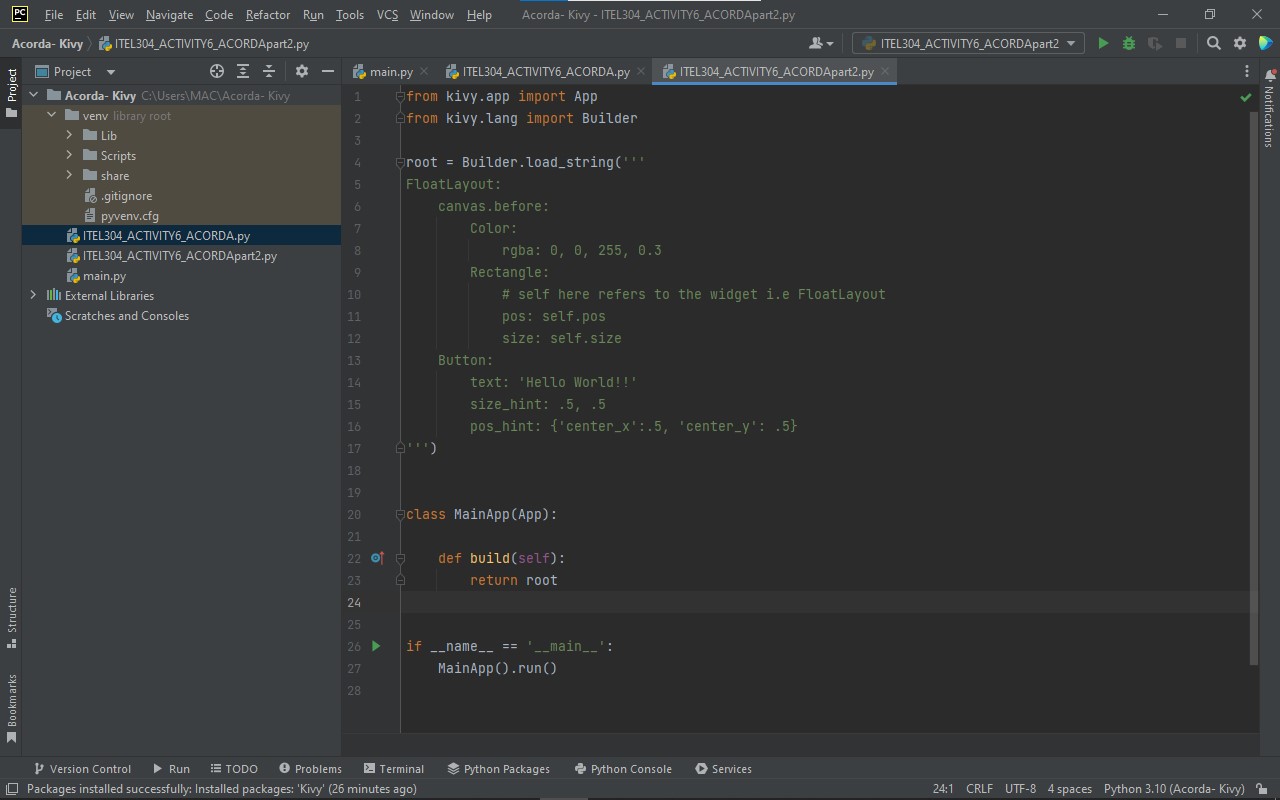 PC File Edit View Navigate Code Refactor Run Tools VCS Window Help Acorda- Kivy - ITEL304_ACTIVITY6_ACORDApart2.py
Acorda- Kivy ITEL304_ACTIVITY6_ACORDApart2.py ITEL304_ACTIVITY6_ACORDApart2
Project
Project
main.py ITEL304_ACTIVITY6_ACORDA.py ITEL304_ACTIVITY6_ACORDApart2.py
Notifications
Acorda- Kivy C:\Users\MAC\Acorda- Kivy
venv library root
Lib
Scripts
share
.gitignore
pyvenv.cfg
ITEL304_ACTIVITY6_ACORDA.py
ITEL304_ACTIVITY6_ACORDApart2.py
main.py
External Libraries
Scratches and Consoles
1 from kivy.app import App
2 from kivy.lang import Builder
3
4 root = Builder.load_string('''
5 FloatLayout:
6     canvas.before:
7         Color:
8             rgba: 0, 0, 255, 0.3
9         Rectangle:
10             # self here refers to the widget i.e FloatLayout
11             pos: self.pos
12             size: self.size
13     Button:
14         text: 'Hello World!!'
15         size_hint: .5, .5
16         pos_hint: {'center_x':.5, 'center_y': .5}
17 ''')
18
19
20 class MainApp(App):
21
22     def build(self):
23         return root
24
25
26 if __name__ == '__main__':
27     MainApp().run()
28
Structure
Bookmarks
Version Control Run TODO Problems Terminal Python Packages Python Console Services
Packages installed successfully: Installed packages: 'Kivy' (26 minutes ago) 24:1 CRLF UTF-8 4 spaces Python 3.10 (Acorda- Kivy)